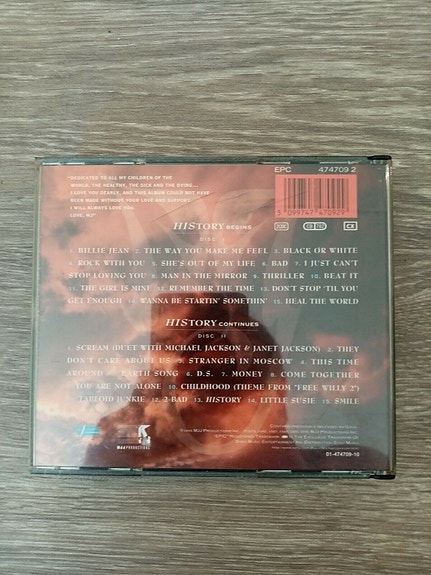 "DEDICATED TO ALL MY CHILDREN OF THE
WORLD, THE HEALTHY, THE SICK AND THE DYING...
I LOVE YOU DEARLY, AND THIS ALBUM COULD NOT HAVE
BEEN MADE WITHOUT YOUR LOVE AND SUPPORT.
I WILL ALWAYS LOVE YOU.
LOVE, MJ"
EPC 474709 2
5 099747 470929
HISTORY BEGINS
DISC I
1. BILLIE JEAN 2. THE WAY YOU MAKE ME FEEL 3. BLACK OR WHITE
4. ROCK WITH YOU 5. SHE'S OUT OF MY LIFE 6. BAD 7. I JUST CAN'T
STOP LOVING YOU 8. MAN IN THE MIRROR 9. THRILLER 10. BEAT IT
11. THE GIRL IS MINE 12. REMEMBER THE TIME 13. DON'T STOP 'TIL YOU
GET ENOUGH 14. WANNA BE STARTIN' SOMETHIN' 15. HEAL THE WORLD
HISTORY CONTINUES
DISC II
1. SCREAM (DUET WITH MICHAEL JACKSON & JANET JACKSON) 2. THEY
DON'T CARE ABOUT US 3. STRANGER IN MOSCOW 4. THIS TIME
AROUND 5. EARTH SONG 6. D.S. 7. MONEY 8. COME TOGETHER
YOU ARE NOT ALONE 10. CHILDHOOD (THEME FROM "FREE WILLY 2")
TABLOID JUNKIE 12. 2 BAD 13. HISTORY 14. LITTLE SUSIE 15. SMILE
MJJ PRODUCTIONS
01-474709-10